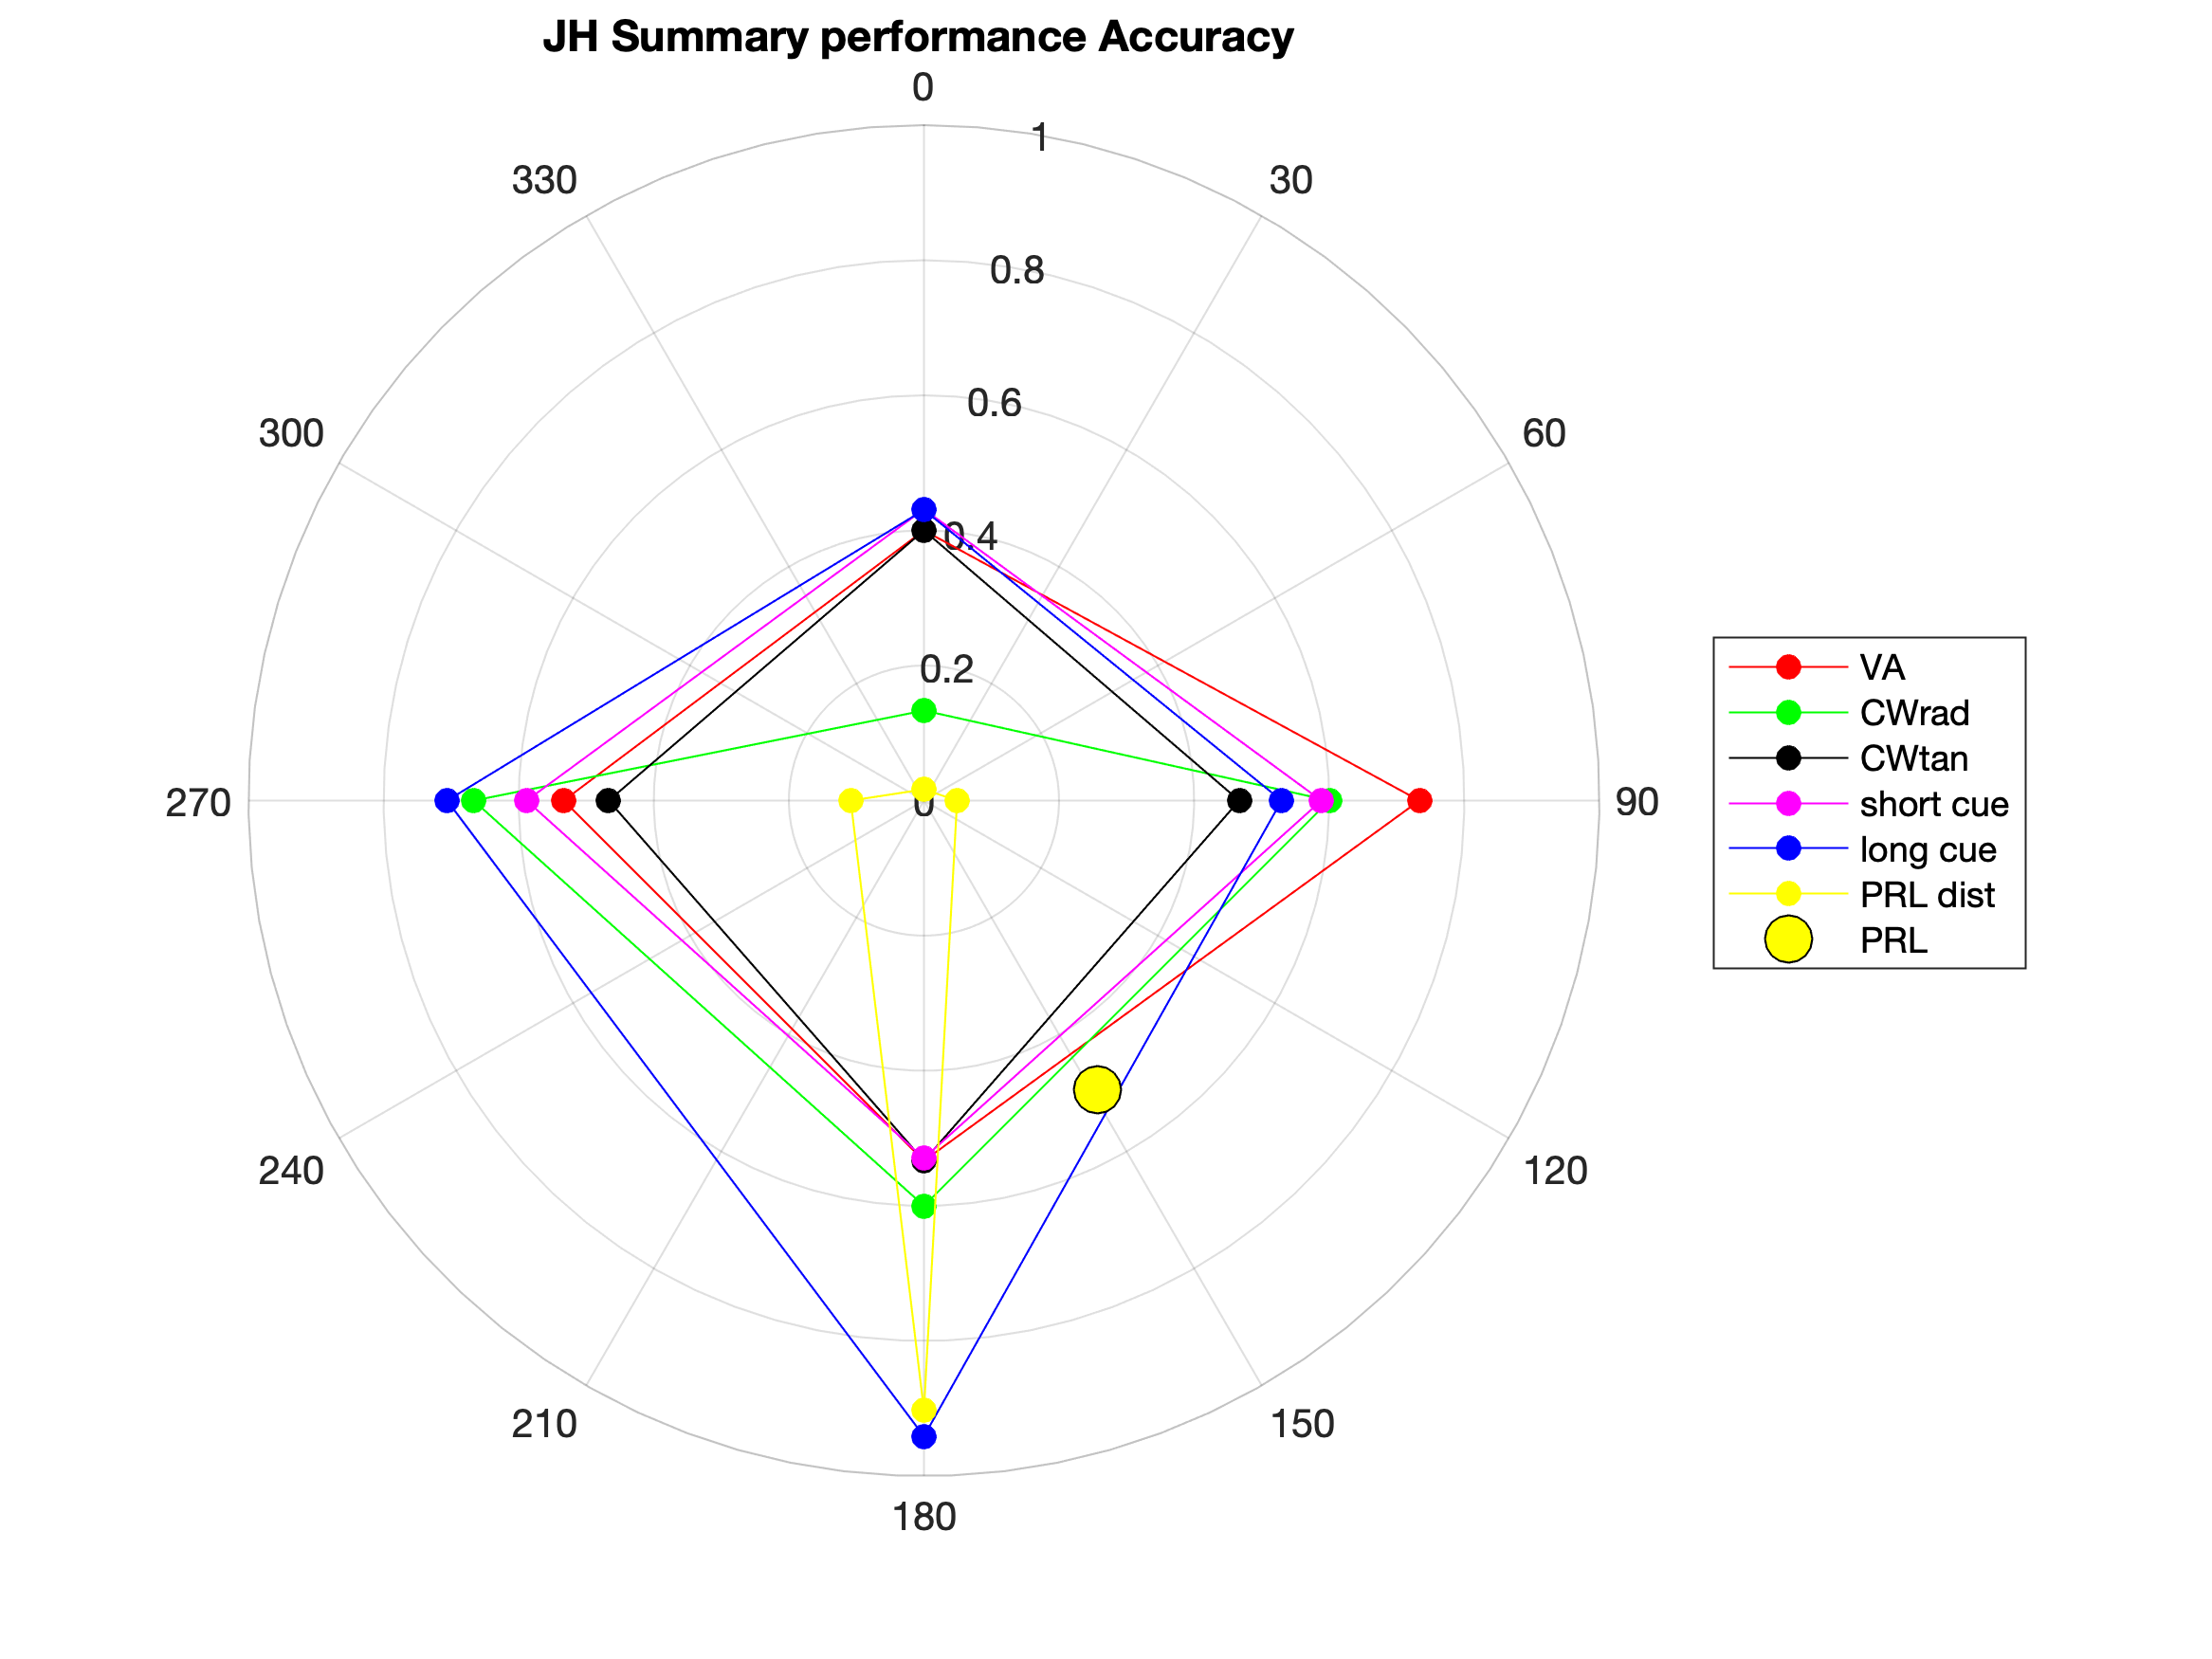 JH Summary performance Accuracy
0
1
330
30
0.8
300
0.6
60
0.4
0.2
270
0
90
VA
CWrad
CWtan
short cue
long cue
PRL dist
PRL
240
120
210
150
180